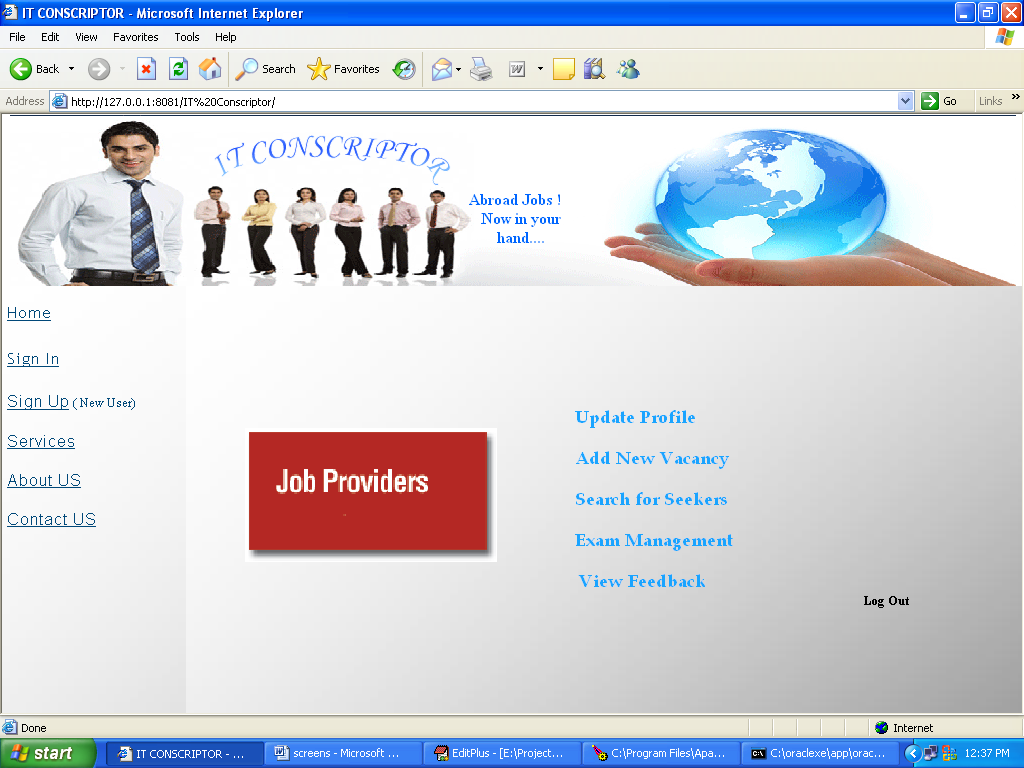 IT CONSCRIPTOR - Microsoft Internet Explorer
File Edit View Favorites Tools Help
Back Search Favorites
Address http://127.0.0.1:8081/IT%20Conscriptor/ Go Links »
IT CONSCRIPTOR
Abroad Jobs !
Now in your
hand....
Home
Sign In
Sign Up ( New User)
Services
About US
Contact US
Job Providers
Update Profile
Add New Vacancy
Search for Seekers
Exam Management
View Feedback
Log Out
Done Internet
start IT CONSCRIPTOR - ... screens - Microsoft ... EditPlus - [E:\Project... C:\Program Files\Apa... C:\oraclexe\app\orac... 12:37 PM